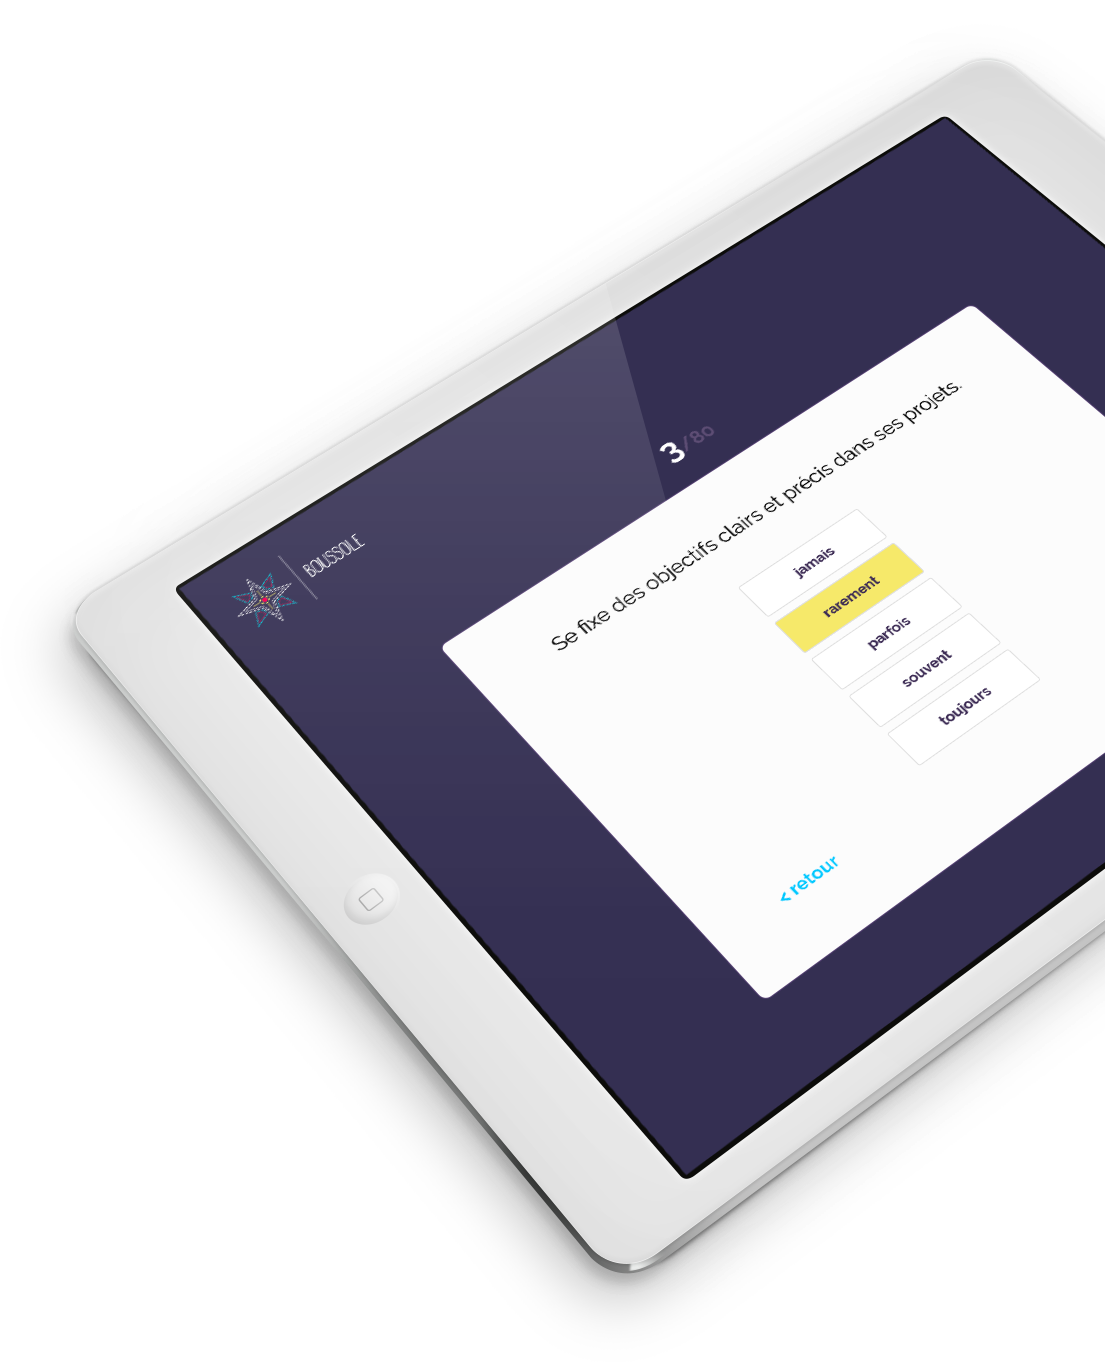 BOUSSOLE
3/80
Se fixe des objectifs clairs et précis dans ses projets.
jamais
rarement
parfois
souvent
toujours
< retour